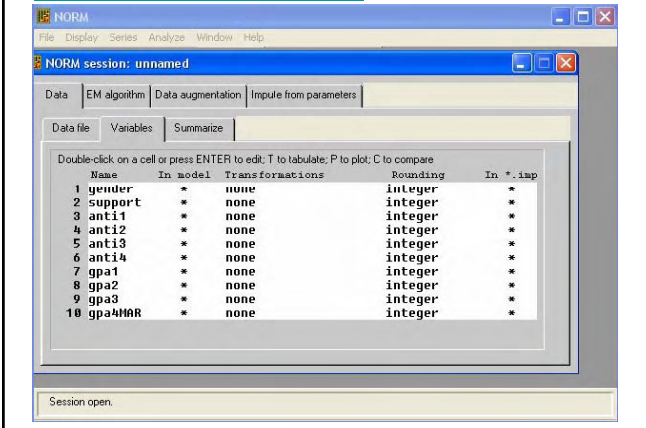 NORM
File Display Series Analyze Window Help
NORM session: unnamed
Data EM algorithm Data augmentation Impute from parameters
Data file Variables Summarize
Double-click on a cell or press ENTER to edit; T to tabulate; P to plot; C to compare
Name In model Transformations Rounding In *.imp
1 gender * none integer *
2 support * none integer *
3 anti1 * none integer *
4 anti2 * none integer *
5 anti3 * none integer *
6 anti4 * none integer *
7 gpa1 * none integer *
8 gpa2 * none integer *
9 gpa3 * none integer *
10 gpa4MAR * none integer *
Session open.